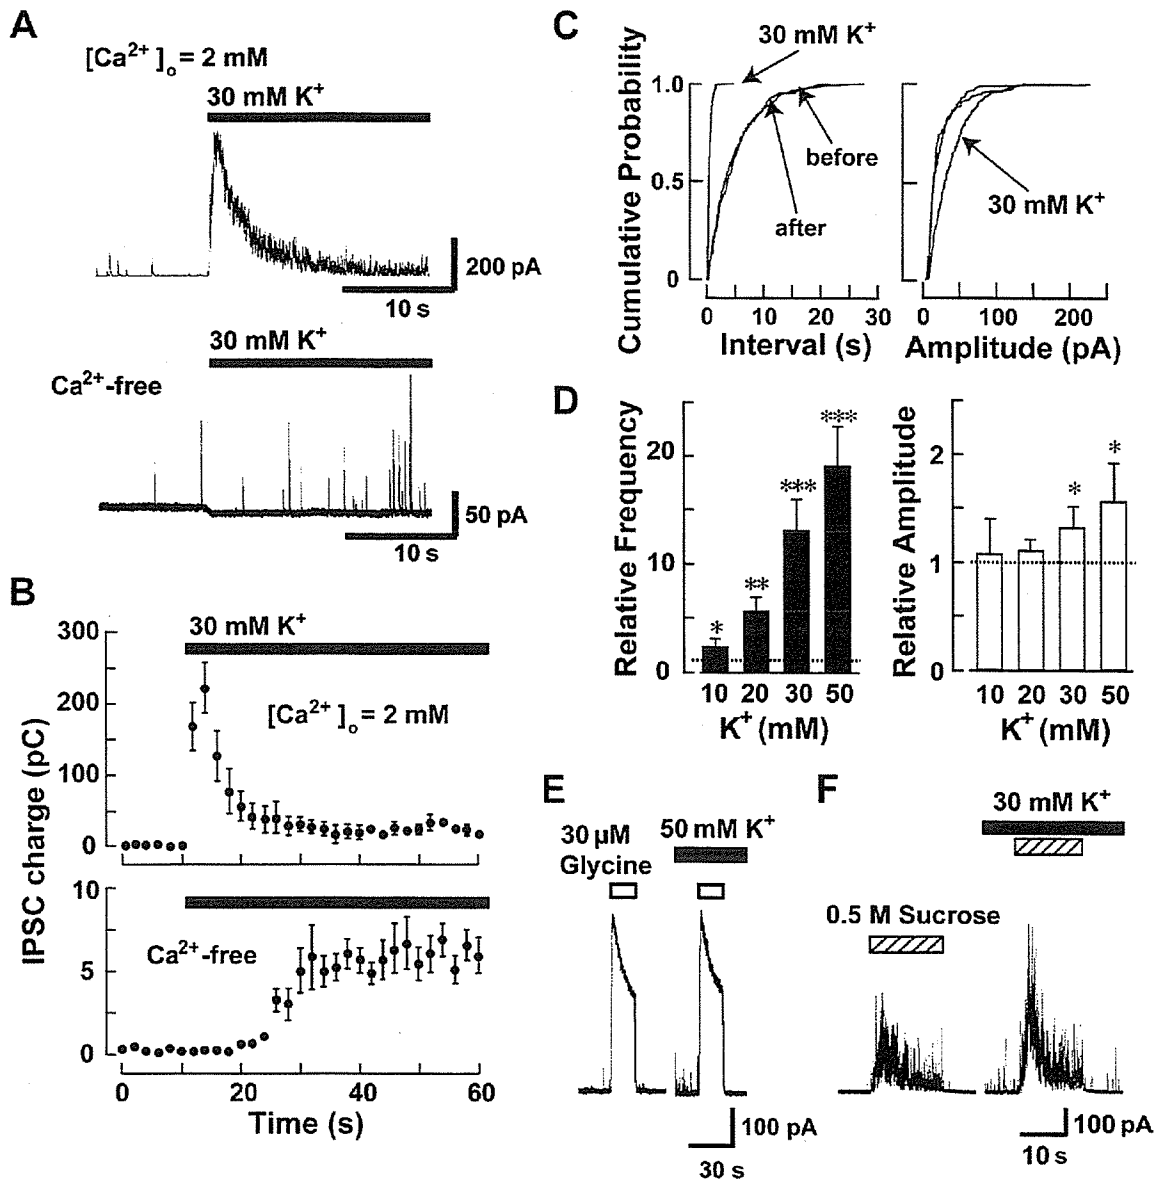 A
[Ca2+]o = 2 mM
30 mM K+
200 pA
10 s
30 mM K+
Ca2+-free
50 pA
10 s
B
IPSC charge (pC)
300
200
100
0
30 mM K+
[Ca2+]o = 2 mM
10
5
0
Ca2+-free
0 20 40 60
Time (s)
C
Cumulative Probability
1.0
0.5
0
30 mM K+
before
after
0 10 20 30
Interval (s)
30 mM K+
0 100 200
Amplitude (pA)
D
Relative Frequency
20
10
0
*
**
***
***
10 20 30 50
K+ (mM)
Relative Amplitude
2
1
0
*
*
10 20 30 50
K+ (mM)
E
30 µM
Glycine
50 mM K+
100 pA
30 s
F
0.5 M Sucrose
30 mM K+
100 pA
10 s